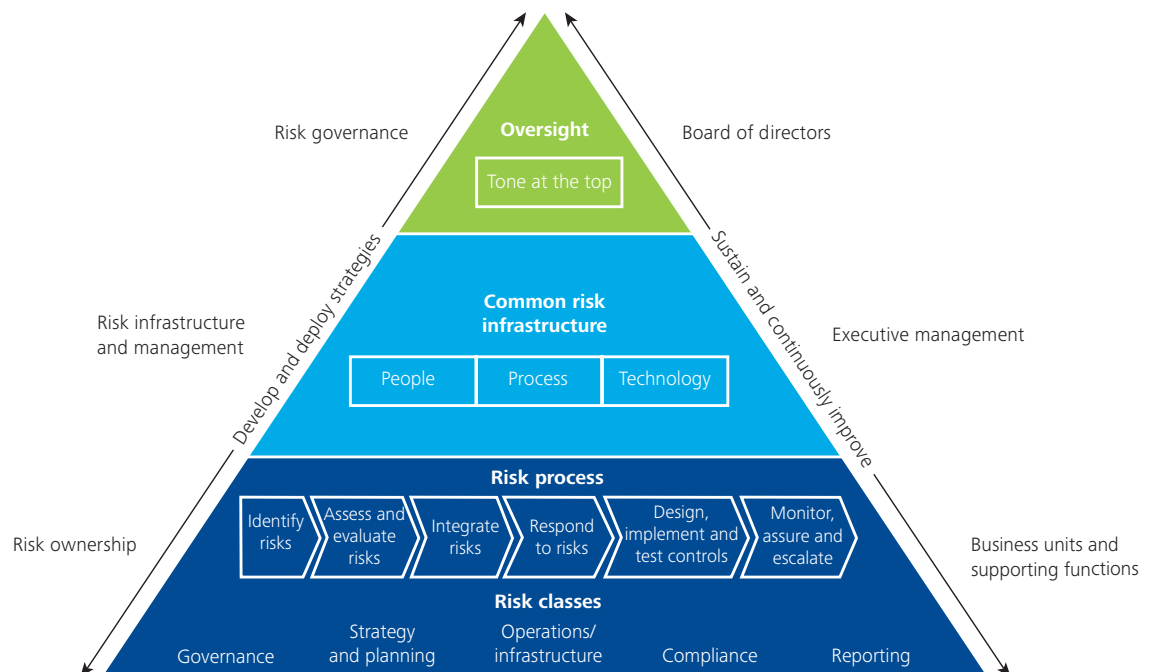 Oversight
Tone at the top
Risk governance
Board of directors
Develop and deploy strategies
Sustain and continuously improve
Common risk
infrastructure
People
Process
Technology
Risk infrastructure
and management
Executive management
Risk process
Identify
risks
Assess and
evaluate
risks
Integrate
risks
Respond
to risks
Design,
implement and
test controls
Monitor,
assure and
escalate
Risk ownership
Business units and
supporting functions
Risk classes
Governance
Strategy
and planning
Operations/
infrastructure
Compliance
Reporting